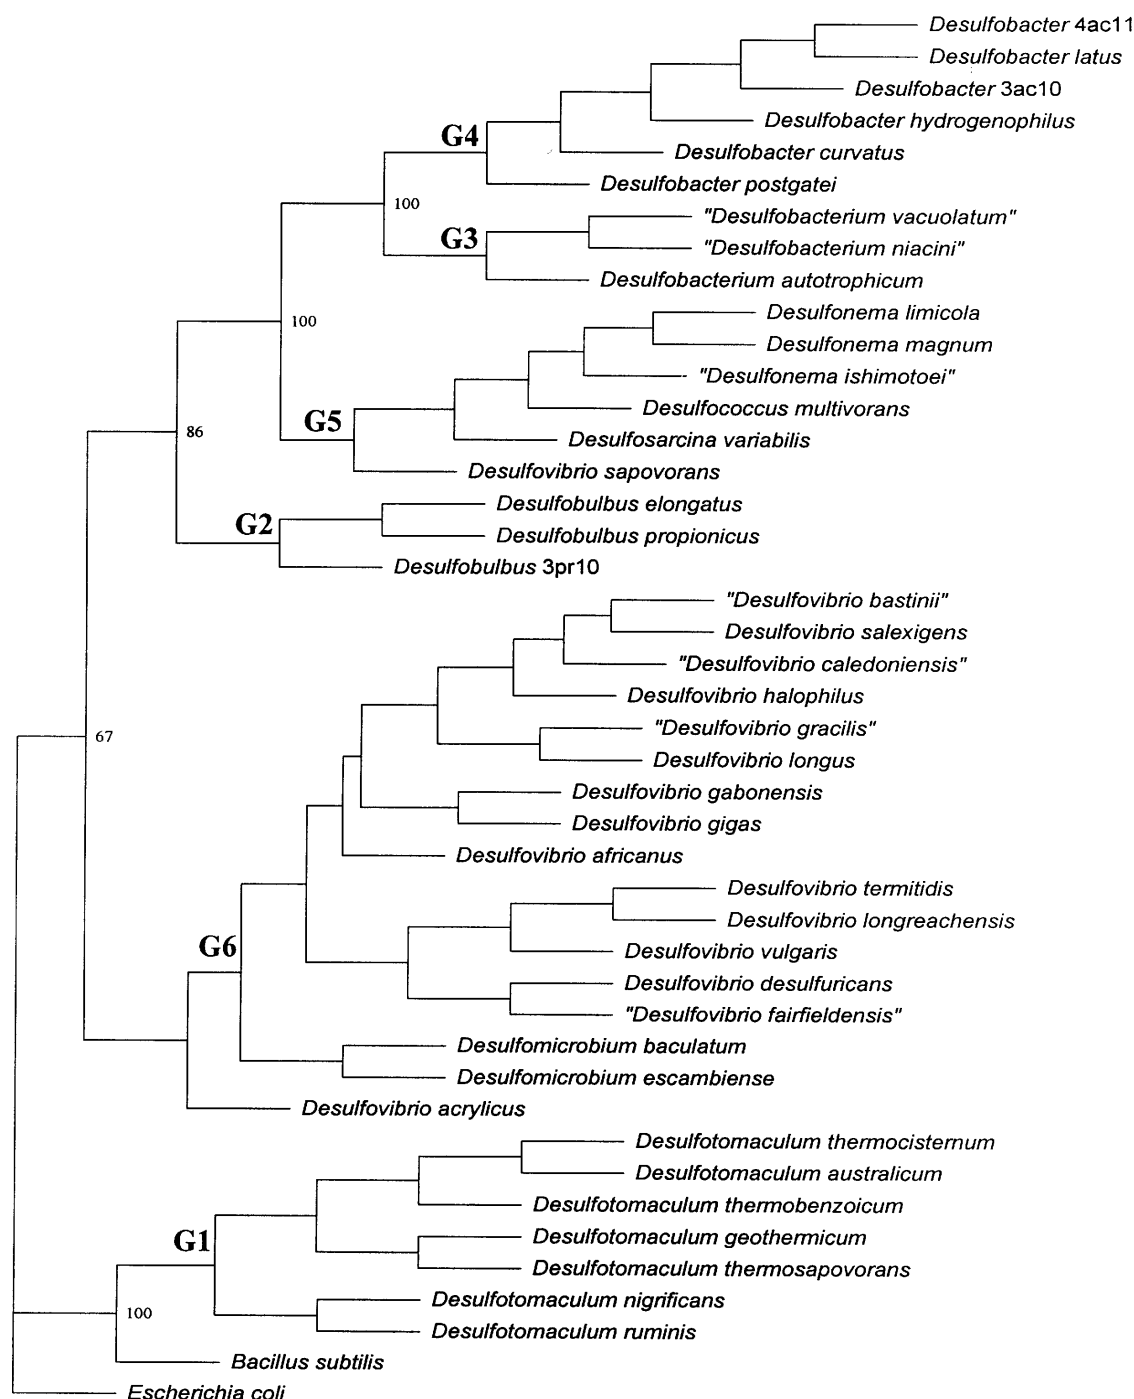 Desulfobacter 4ac11
Desulfobacter latus
Desulfobacter 3ac10
Desulfobacter hydrogenophilus
G4
Desulfobacter curvatus
Desulfobacter postgatei
100
"Desulfobacterium vacuolatum"
G3
"Desulfobacterium niacini"
Desulfobacterium autotrophicum
Desulfonema limicola
100
Desulfonema magnum
"Desulfonema ishimotoei"
Desulfococcus multivorans
G5
86
Desulfosarcina variabilis
Desulfovibrio sapovorans
Desulfobulbus elongatus
G2
Desulfobulbus propionicus
Desulfobulbus 3pr10
"Desulfovibrio bastinii"
Desulfovibrio salexigens
"Desulfovibrio caledoniensis"
Desulfovibrio halophilus
"Desulfovibrio gracilis"
67
Desulfovibrio longus
Desulfovibrio gabonensis
Desulfovibrio gigas
Desulfovibrio africanus
Desulfovibrio termitidis
Desulfovibrio longreachensis
G6
Desulfovibrio vulgaris
Desulfovibrio desulfuricans
"Desulfovibrio fairfieldensis"
Desulfomicrobium baculatum
Desulfomicrobium escambiense
Desulfovibrio acrylicus
Desulfotomaculum thermocisternum
Desulfotomaculum australicum
Desulfotomaculum thermobenzoicum
G1
Desulfotomaculum geothermicum
Desulfotomaculum thermosapovorans
Desulfotomaculum nigrificans
100
Desulfotomaculum ruminis
Bacillus subtilis
Escherichia coli